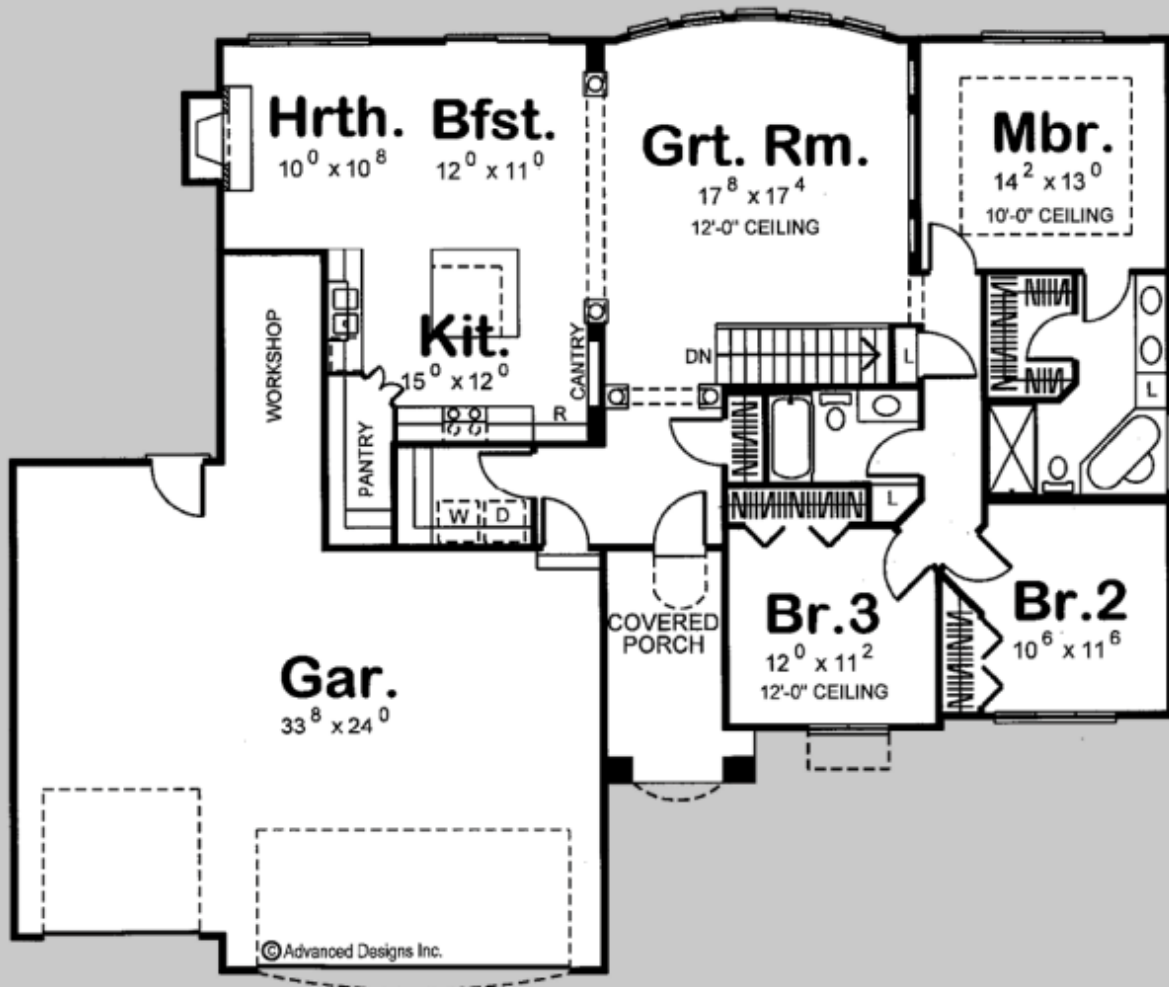 Hrth.
10⁰ x 10⁸
Bfst.
12⁰ x 11⁰
Grt. Rm.
17⁸ x 17⁴
12'-0" CEILING
Mbr.
14² x 13⁰
10'-0" CEILING
WORKSHOP
Kit.
15⁰ x 12⁰
CANTRY
PANTRY
R
DN
L
L
L
W
D
COVERED
PORCH
Br.3
12⁰ x 11²
12'-0" CEILING
Br.2
10⁶ x 11⁶
Gar.
33⁸ x 24⁰
© Advanced Designs Inc.